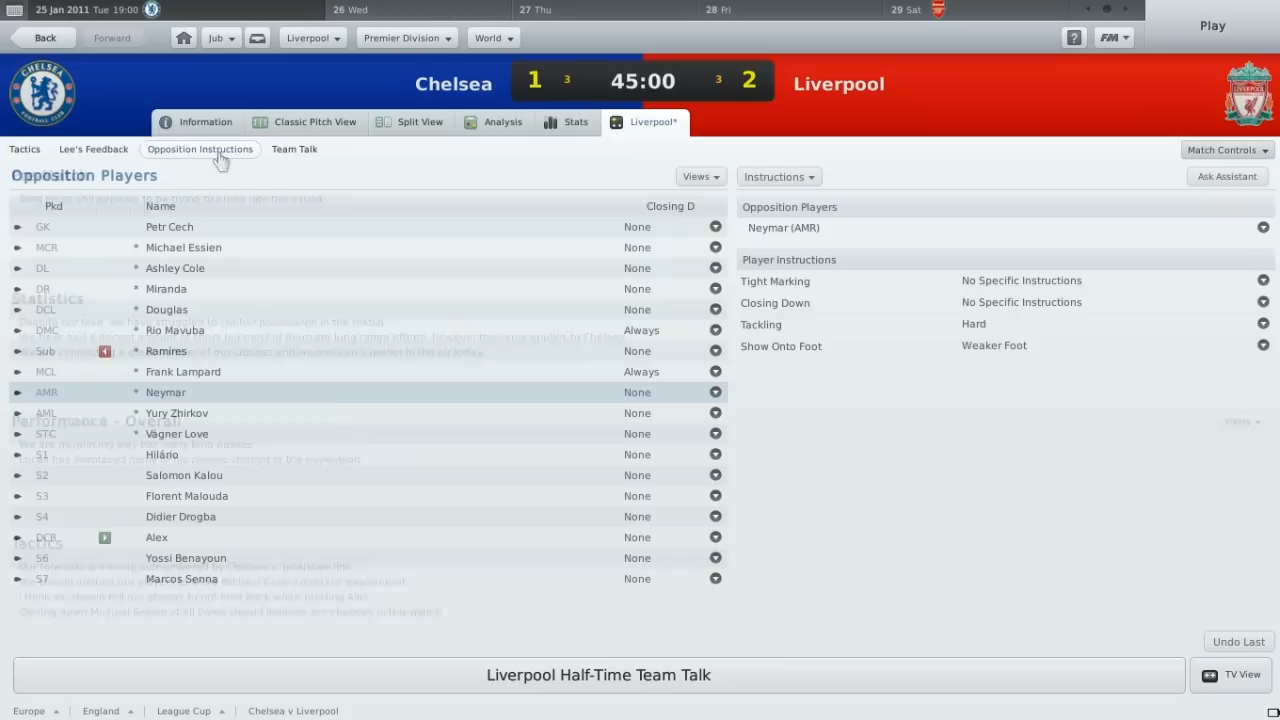 25 Jan 2011 Tue 19:00 26 Wed 27 Thu 28 Fri 29 Sat
Back Forward Job Liverpool Premier Division World ? FM Play
Chelsea 1 3 45:00 3 2 Liverpool
Information Classic Pitch View Split View Analysis Stats Liverpool*
Tactics Lee's Feedback Opposition Instructions Team Talk Match Controls
Opposition Players Views Instructions Ask Assistant
Pkd Name Closing D Opposition Players
GK Petr Cech None Neymar (AMR)
MCR * Michael Essien None
DL * Ashley Cole None Player Instructions
DR * Miranda None Tight Marking No Specific Instructions
Statistics
DCL * Douglas None Closing Down No Specific Instructions
DMC * Rio Mavuba Always Tackling Hard
Sub * Ramires None Show Onto Foot Weaker Foot
MCL * Frank Lampard Always
AMR * Neymar None
AML * Yury Zhirkov None
Performance - Overall Views
STC * Vágner Love None
S1 Hilário None
S2 Salomon Kalou None
S3 Florent Malouda None
S4 Didier Drogba None
DCR Alex None
Tactics
S6 Yossi Benayoun None
S7 Marcos Senna None
Undo Last
Liverpool Half-Time Team Talk TV View
Europe England League Cup Chelsea v Liverpool